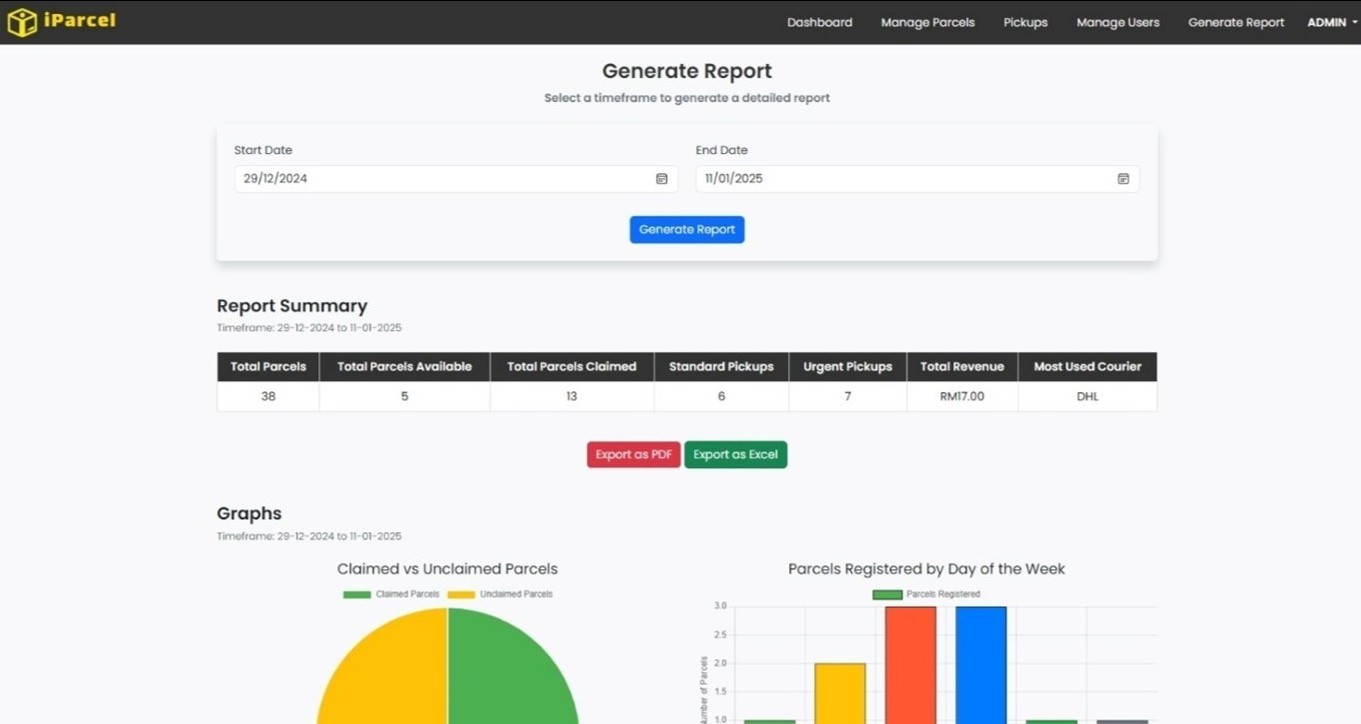 iParcel
Dashboard Manage Parcels Pickups Manage Users Generate Report ADMIN
Generate Report
Select a timeframe to generate a detailed report
Start Date End Date
29/12/2024 11/01/2025
Generate Report
Report Summary
Timeframe: 29-12-2024 to 11-01-2025
Total Parcels Total Parcels Available Total Parcels Claimed Standard Pickups Urgent Pickups Total Revenue Most Used Courier
38 5 13 6 7 RM17.00 DHL
Export as PDF Export as Excel
Graphs
Timeframe: 29-12-2024 to 11-01-2025
Claimed vs Unclaimed Parcels
Claimed Parcels Unclaimed Parcels
Parcels Registered by Day of the Week
Parcels Registered
3.0
2.5
2.0
1.5
1.0
of Parcels